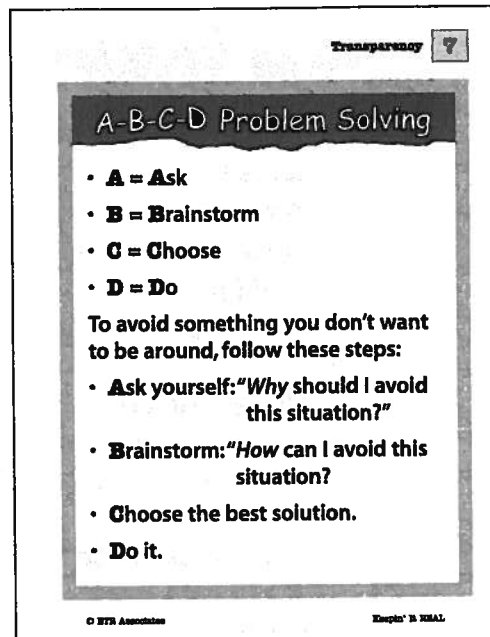 Transparency 7
A-B-C-D Problem Solving
• A = Ask
• B = Brainstorm
• C = Choose
• D = Do
To avoid something you don't want
to be around, follow these steps:
• Ask yourself: "Why should I avoid
this situation?"
• Brainstorm: "How can I avoid this
situation?
• Choose the best solution.
• Do it.
© ETR Associates
Keepin' it REAL